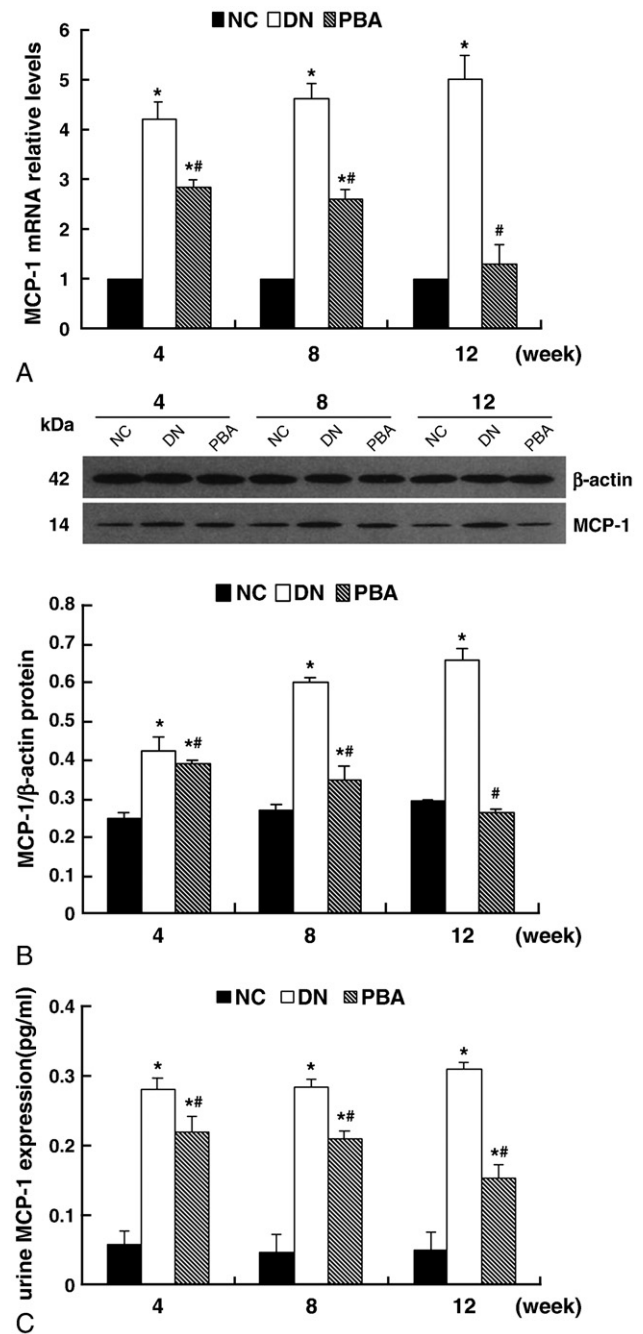 NC DN PBA
MCP-1 mRNA relative levels
6
5
4
3
2
1
0
* *# * *# * #
4 8 12 (week)
A
4 8 12
kDa NC DN PBA NC DN PBA NC DN PBA
42 β-actin
14 MCP-1
NC DN PBA
MCP-1/β-actin protein
0.8
0.7
0.6
0.5
0.4
0.3
0.2
0.1
0
* *# * *# * #
4 8 12 (week)
B
NC DN PBA
urine MCP-1 expression(pg/ml)
0.4
0.3
0.2
0.1
0
* *# * *# * *#
4 8 12 (week)
C